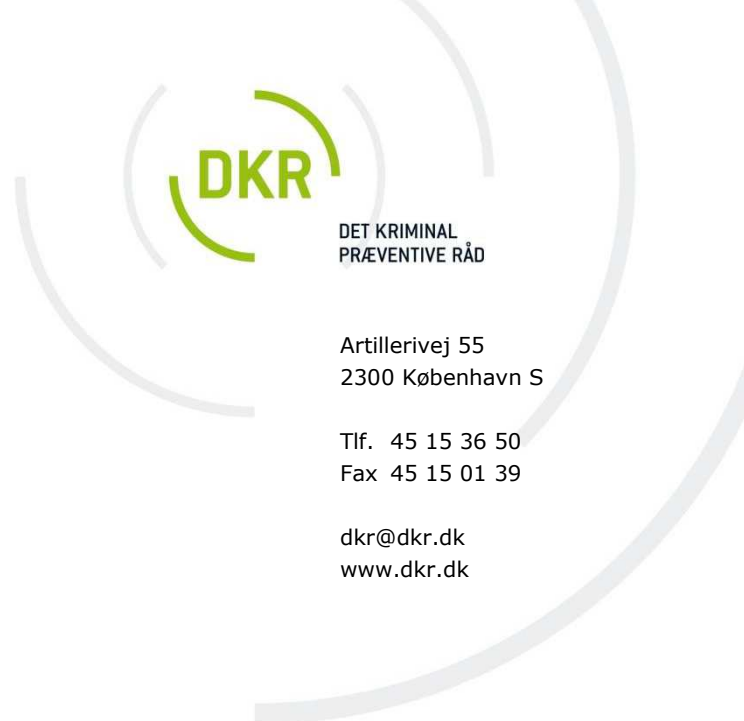 DKR
DET KRIMINAL
PRÆVENTIVE RÅD
Artillerivej 55
2300 København S
Tlf. 45 15 36 50
Fax 45 15 01 39
dkr@dkr.dk
www.dkr.dk